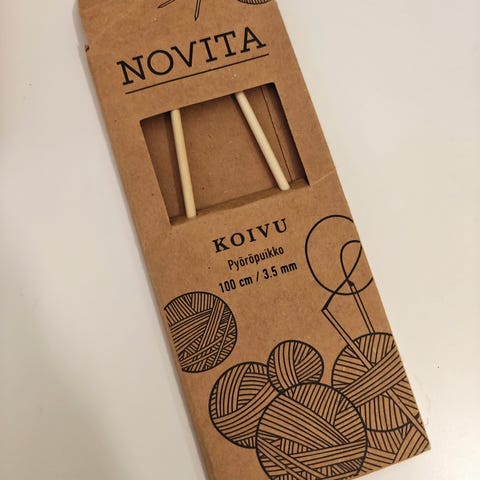 NOVITA
KOIVU
Pyöröpuikko
100 cm / 3.5 mm